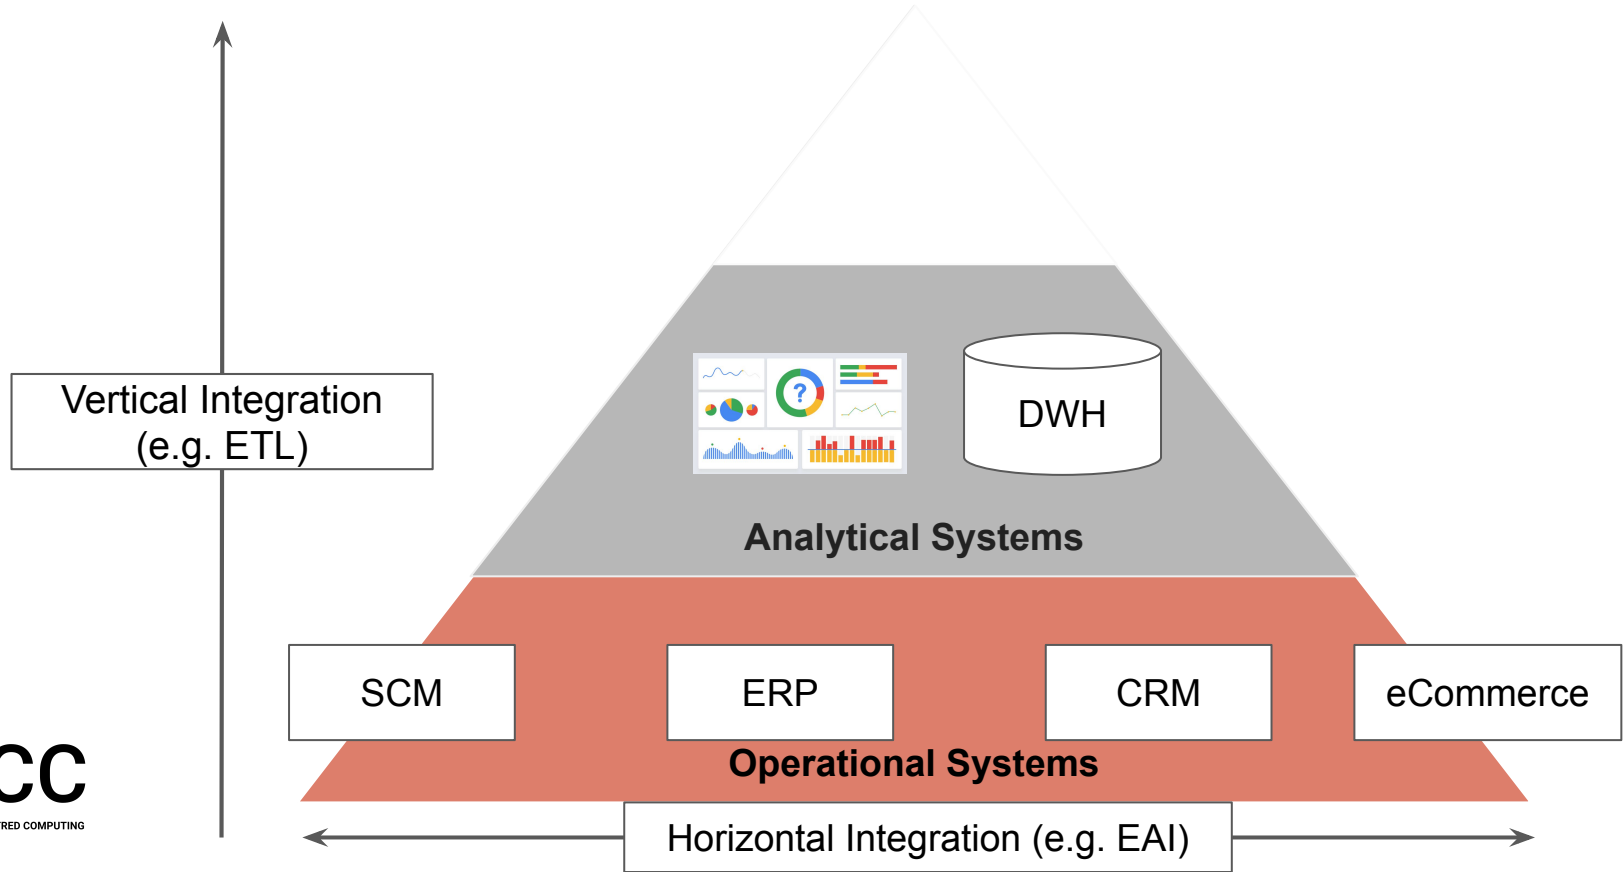 Vertical Integration
(e.g. ETL)
?
DWH
Analytical Systems
SCM
ERP
CRM
eCommerce
Operational Systems
Horizontal Integration (e.g. EAI)
CC
RED COMPUTING